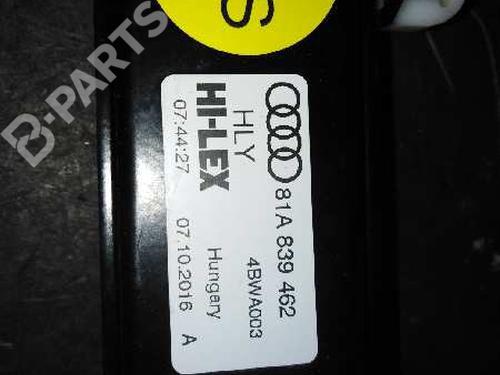 S
81A 839 462
HLY 4BWA003
HI-LEX Hungary
07:44:27 07.10.2016 A
B-PARTS